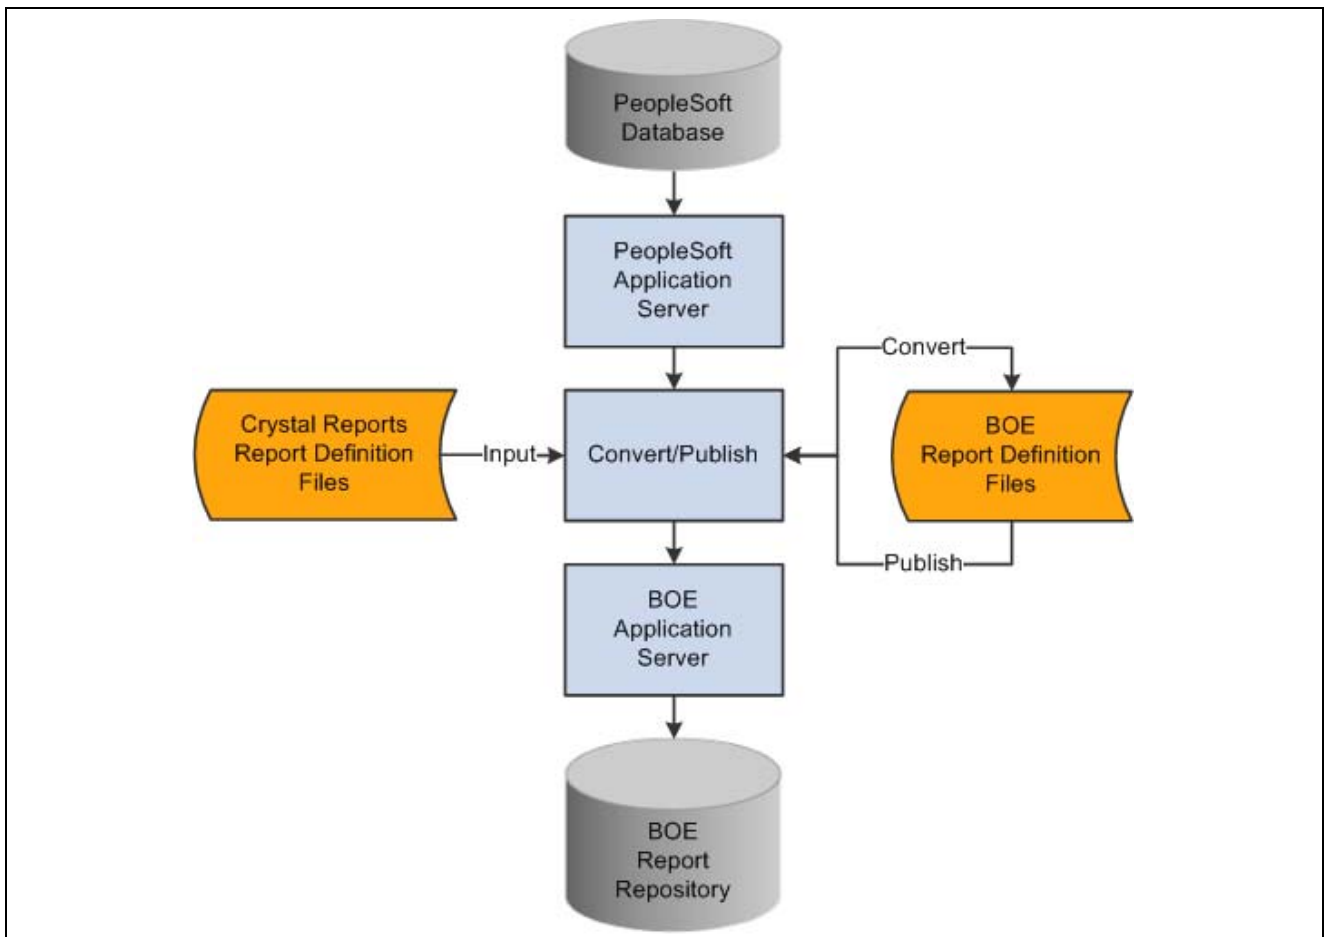 PeopleSoft
Database
PeopleSoft
Application
Server
Convert
Crystal Reports
Report Definition
Files
Input
Convert/Publish
BOE
Report Definition
Files
Publish
BOE
Application
Server
BOE
Report
Repository